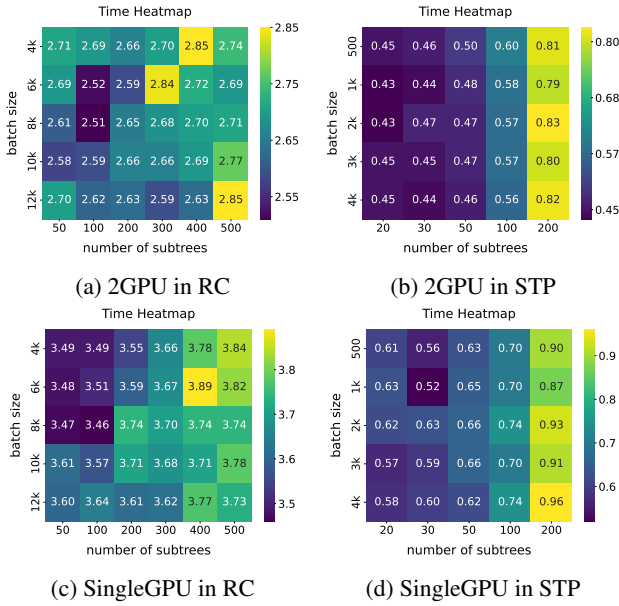 Time Heatmap
4k 2.71 2.69 2.66 2.70 2.85 2.74
6k 2.69 2.52 2.59 2.84 2.72 2.69
8k 2.61 2.51 2.65 2.68 2.70 2.71
10k 2.58 2.59 2.66 2.66 2.69 2.77
12k 2.70 2.62 2.63 2.59 2.63 2.85
50 100 200 300 400 500
batch size
number of subtrees
2.85
2.75
2.65
2.55
(a) 2GPU in RC
Time Heatmap
500 0.45 0.46 0.50 0.60 0.81
1k 0.43 0.44 0.48 0.58 0.79
2k 0.43 0.47 0.47 0.57 0.83
3k 0.45 0.45 0.47 0.57 0.80
4k 0.45 0.44 0.46 0.56 0.82
20 30 50 100 200
batch size
number of subtrees
0.80
0.68
0.57
0.45
(b) 2GPU in STP
Time Heatmap
4k 3.49 3.49 3.55 3.66 3.78 3.84
6k 3.48 3.51 3.59 3.67 3.89 3.82
8k 3.47 3.46 3.74 3.70 3.74 3.74
10k 3.61 3.57 3.71 3.68 3.71 3.78
12k 3.60 3.64 3.61 3.62 3.77 3.73
50 100 200 300 400 500
batch size
number of subtrees
3.8
3.7
3.6
3.5
(c) SingleGPU in RC
Time Heatmap
500 0.61 0.56 0.63 0.70 0.90
1k 0.63 0.52 0.65 0.70 0.87
2k 0.62 0.63 0.66 0.74 0.93
3k 0.57 0.59 0.66 0.70 0.91
4k 0.58 0.60 0.62 0.74 0.96
20 30 50 100 200
batch size
number of subtrees
0.9
0.8
0.7
0.6
(d) SingleGPU in STP